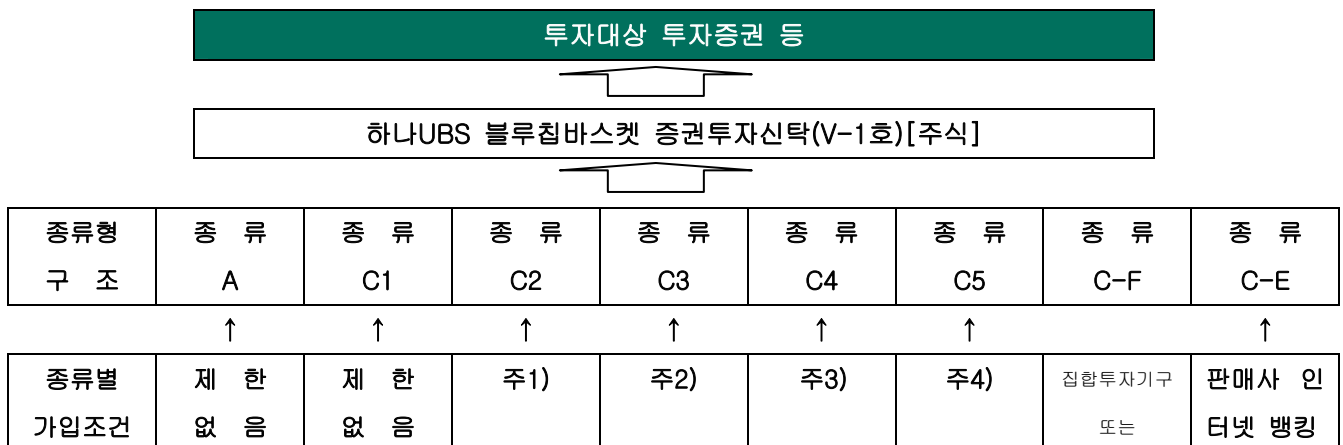 투자대상 투자증권 등
하나UBS 블루칩바스켓 증권투자신탁(V-1호)[주식]
종류형 종 류 종 류 종 류 종 류 종 류 종 류 종 류 종 류
구 조 A C1 C2 C3 C4 C5 C-F C-E
↑ ↑ ↑ ↑ ↑ ↑ ↑
종류별 제 한 제 한 주1) 주2) 주3) 주4) 집합투자기구 판매사 인
가입조건 없 음 없 음 또는 터넷 뱅킹